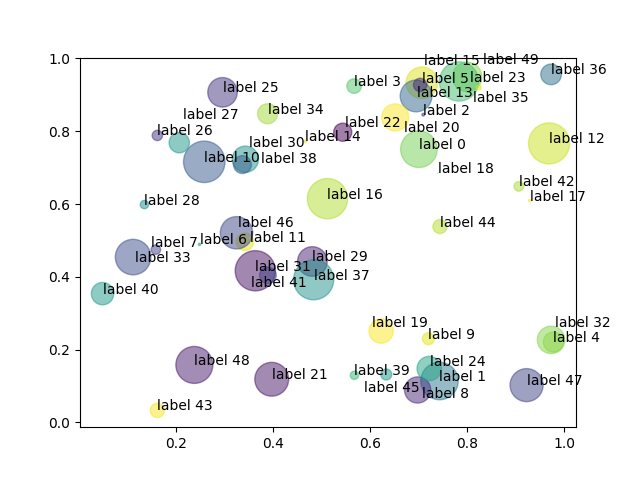 1.0
label 15
label 49
label 36
label 5
label 23
label 3
label 25
label 13
label 35
0.8
label 34
label 27
label 2
label 22
label 20
label 26
label 14
label 12
label 30
label 0
label 10
label 38
label 18
label 42
0.6
label 16
label 17
label 28
label 46
label 44
label 11
label 6
label 7
label 29
label 33
label 31
label 37
0.4
label 41
label 40
label 32
label 19
label 9
label 4
0.2
label 48
label 24
label 39
label 21
label 1
label 47
label 45
label 8
label 43
0.0
0.2
0.4
0.6
0.8
1.0